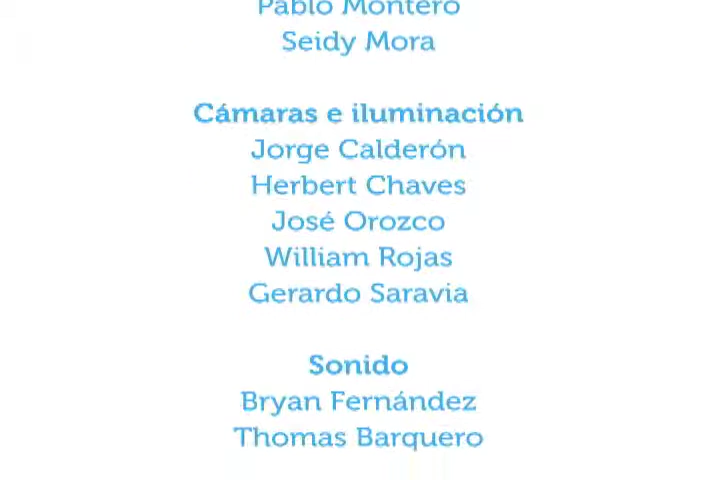 Pablo Montero
Seidy Mora
Cámaras e iluminación
Jorge Calderón
Herbert Chaves
José Orozco
William Rojas
Gerardo Saravia
Sonido
Bryan Fernández
Thomas Barquero